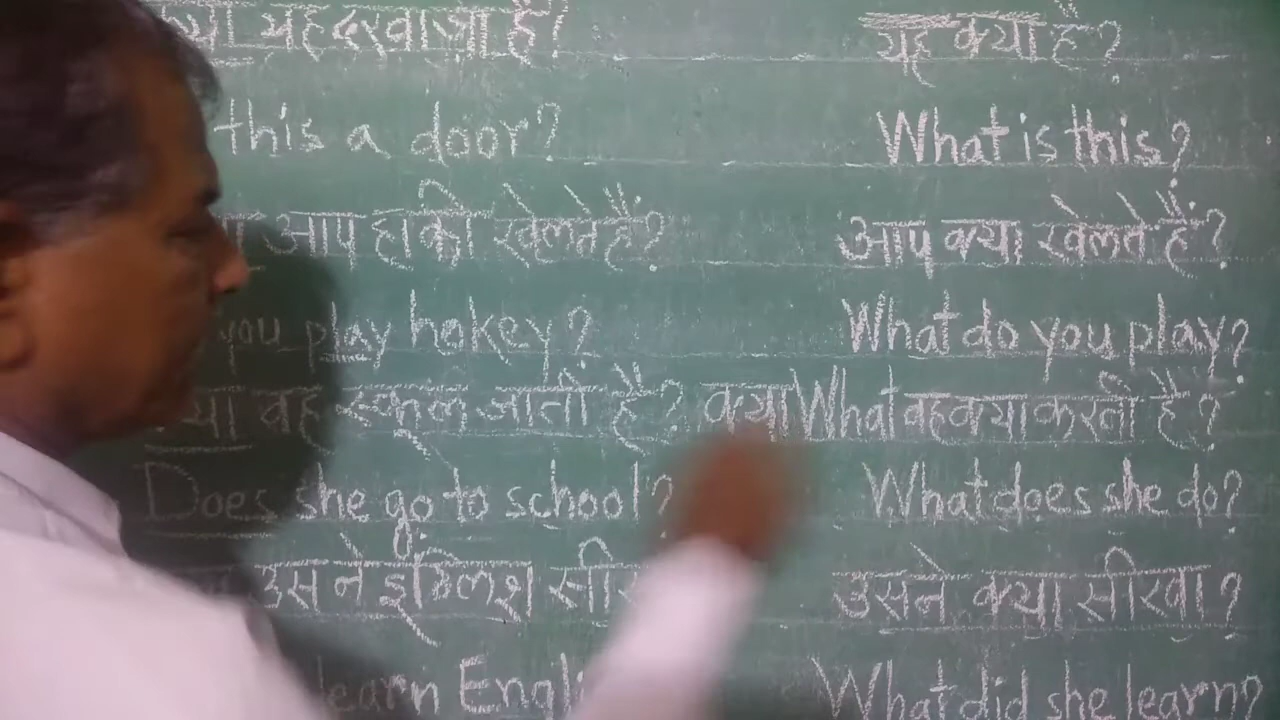 क्या यह दरवाजा है? यह क्या है?
this a door? What is this?
आप हाकी खेलते हैं? आप क्या खेलते हैं?
you play hokey? What do you play?
क्या वह स्कूल जाती है? क्या What वह क्या करती है?
Does she go to school? What does she do?
उसने इंग्लिश उसने क्या सीखा?
learn What did she learn?